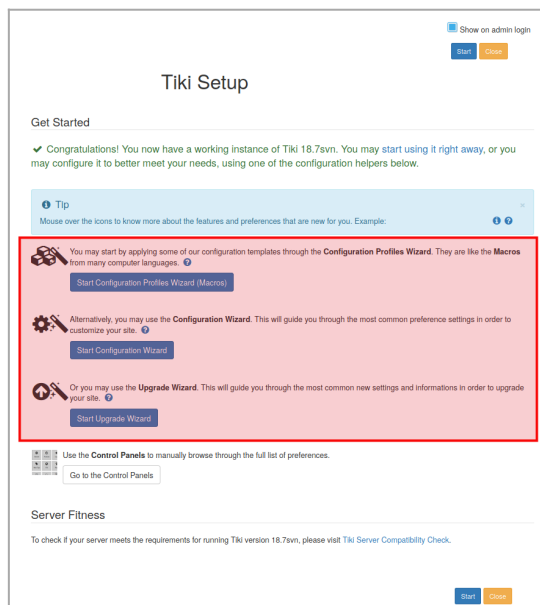 Show on admin login
Start Close
Tiki Setup
Get Started
Congratulations! You now have a working instance of Tiki 18.7svn. You may start using it right away, or you
may configure it to better meet your needs, using one of the configuration helpers below.
Tip
×
Mouse over the icons to know more about the features and preferences that are new for you. Example:
You may start by applying some of our configuration templates through the Configuration Profiles Wizard. They are like the Macros
from many computer languages.
Start Configuration Profiles Wizard (Macros)
Alternatively, you may use the Configuration Wizard. This will guide you through the most common preference settings in order to
customize your site.
Start Configuration Wizard
Or you may use the Upgrade Wizard. This will guide you through the most common new settings and informations in order to upgrade
your site.
Start Upgrade Wizard
Use the Control Panels to manually browse through the full list of preferences.
Go to the Control Panels
Server Fitness
To check if your server meets the requirements for running Tiki version 18.7svn, please visit Tiki Server Compatibility Check.
Start Close